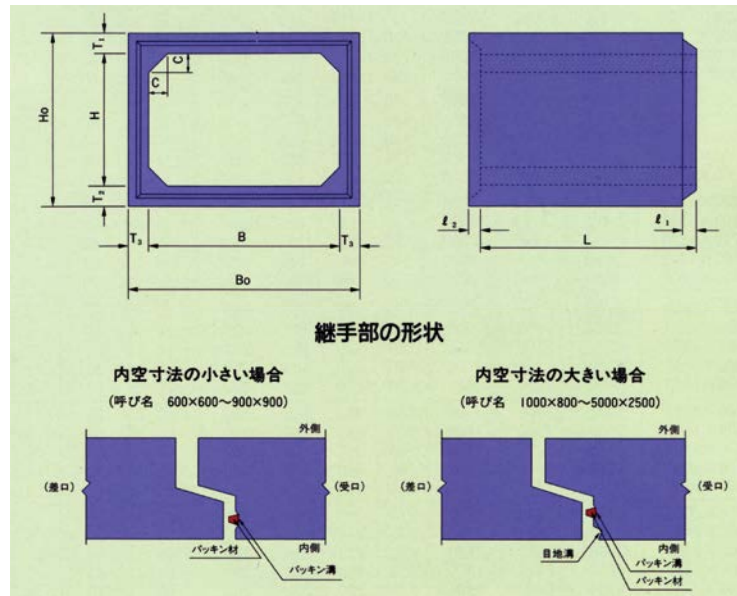 T₁
C
C
H
Ho
T₂
T₃
B
T₃
Bo
ℓ₂
ℓ₁
L
継手部の形状
内空寸法の小さい場合
(呼び名 600×600～900×900)
外側
(差口)
(受口)
内側
パッキン材
パッキン溝
内空寸法の大きい場合
(呼び名 1000×800～5000×2500)
外側
(差口)
(受口)
目地溝
内側
パッキン溝
パッキン材